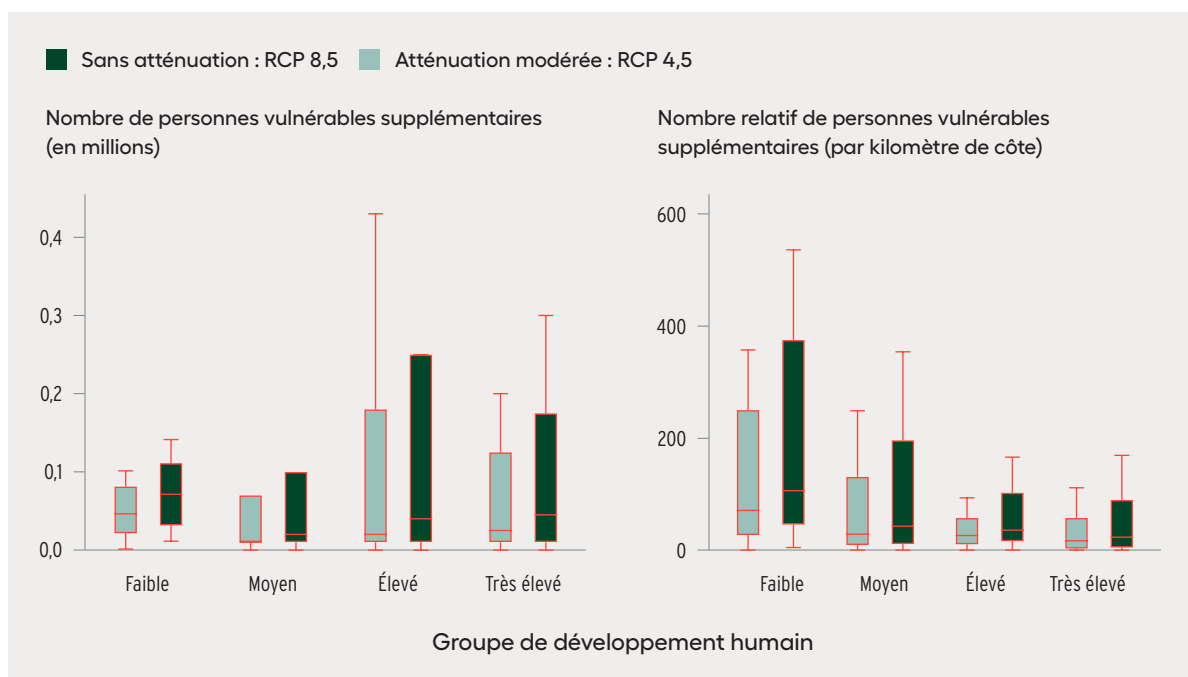 Sans atténuation : RCP 8,5 Atténuation modérée : RCP 4,5
Nombre de personnes vulnérables supplémentaires
(en millions)
0,4
0,3
0,2
0,1
0,0
Faible Moyen Élevé Très élevé
Nombre relatif de personnes vulnérables
supplémentaires (par kilomètre de côte)
600
400
200
0
Faible Moyen Élevé Très élevé
Groupe de développement humain